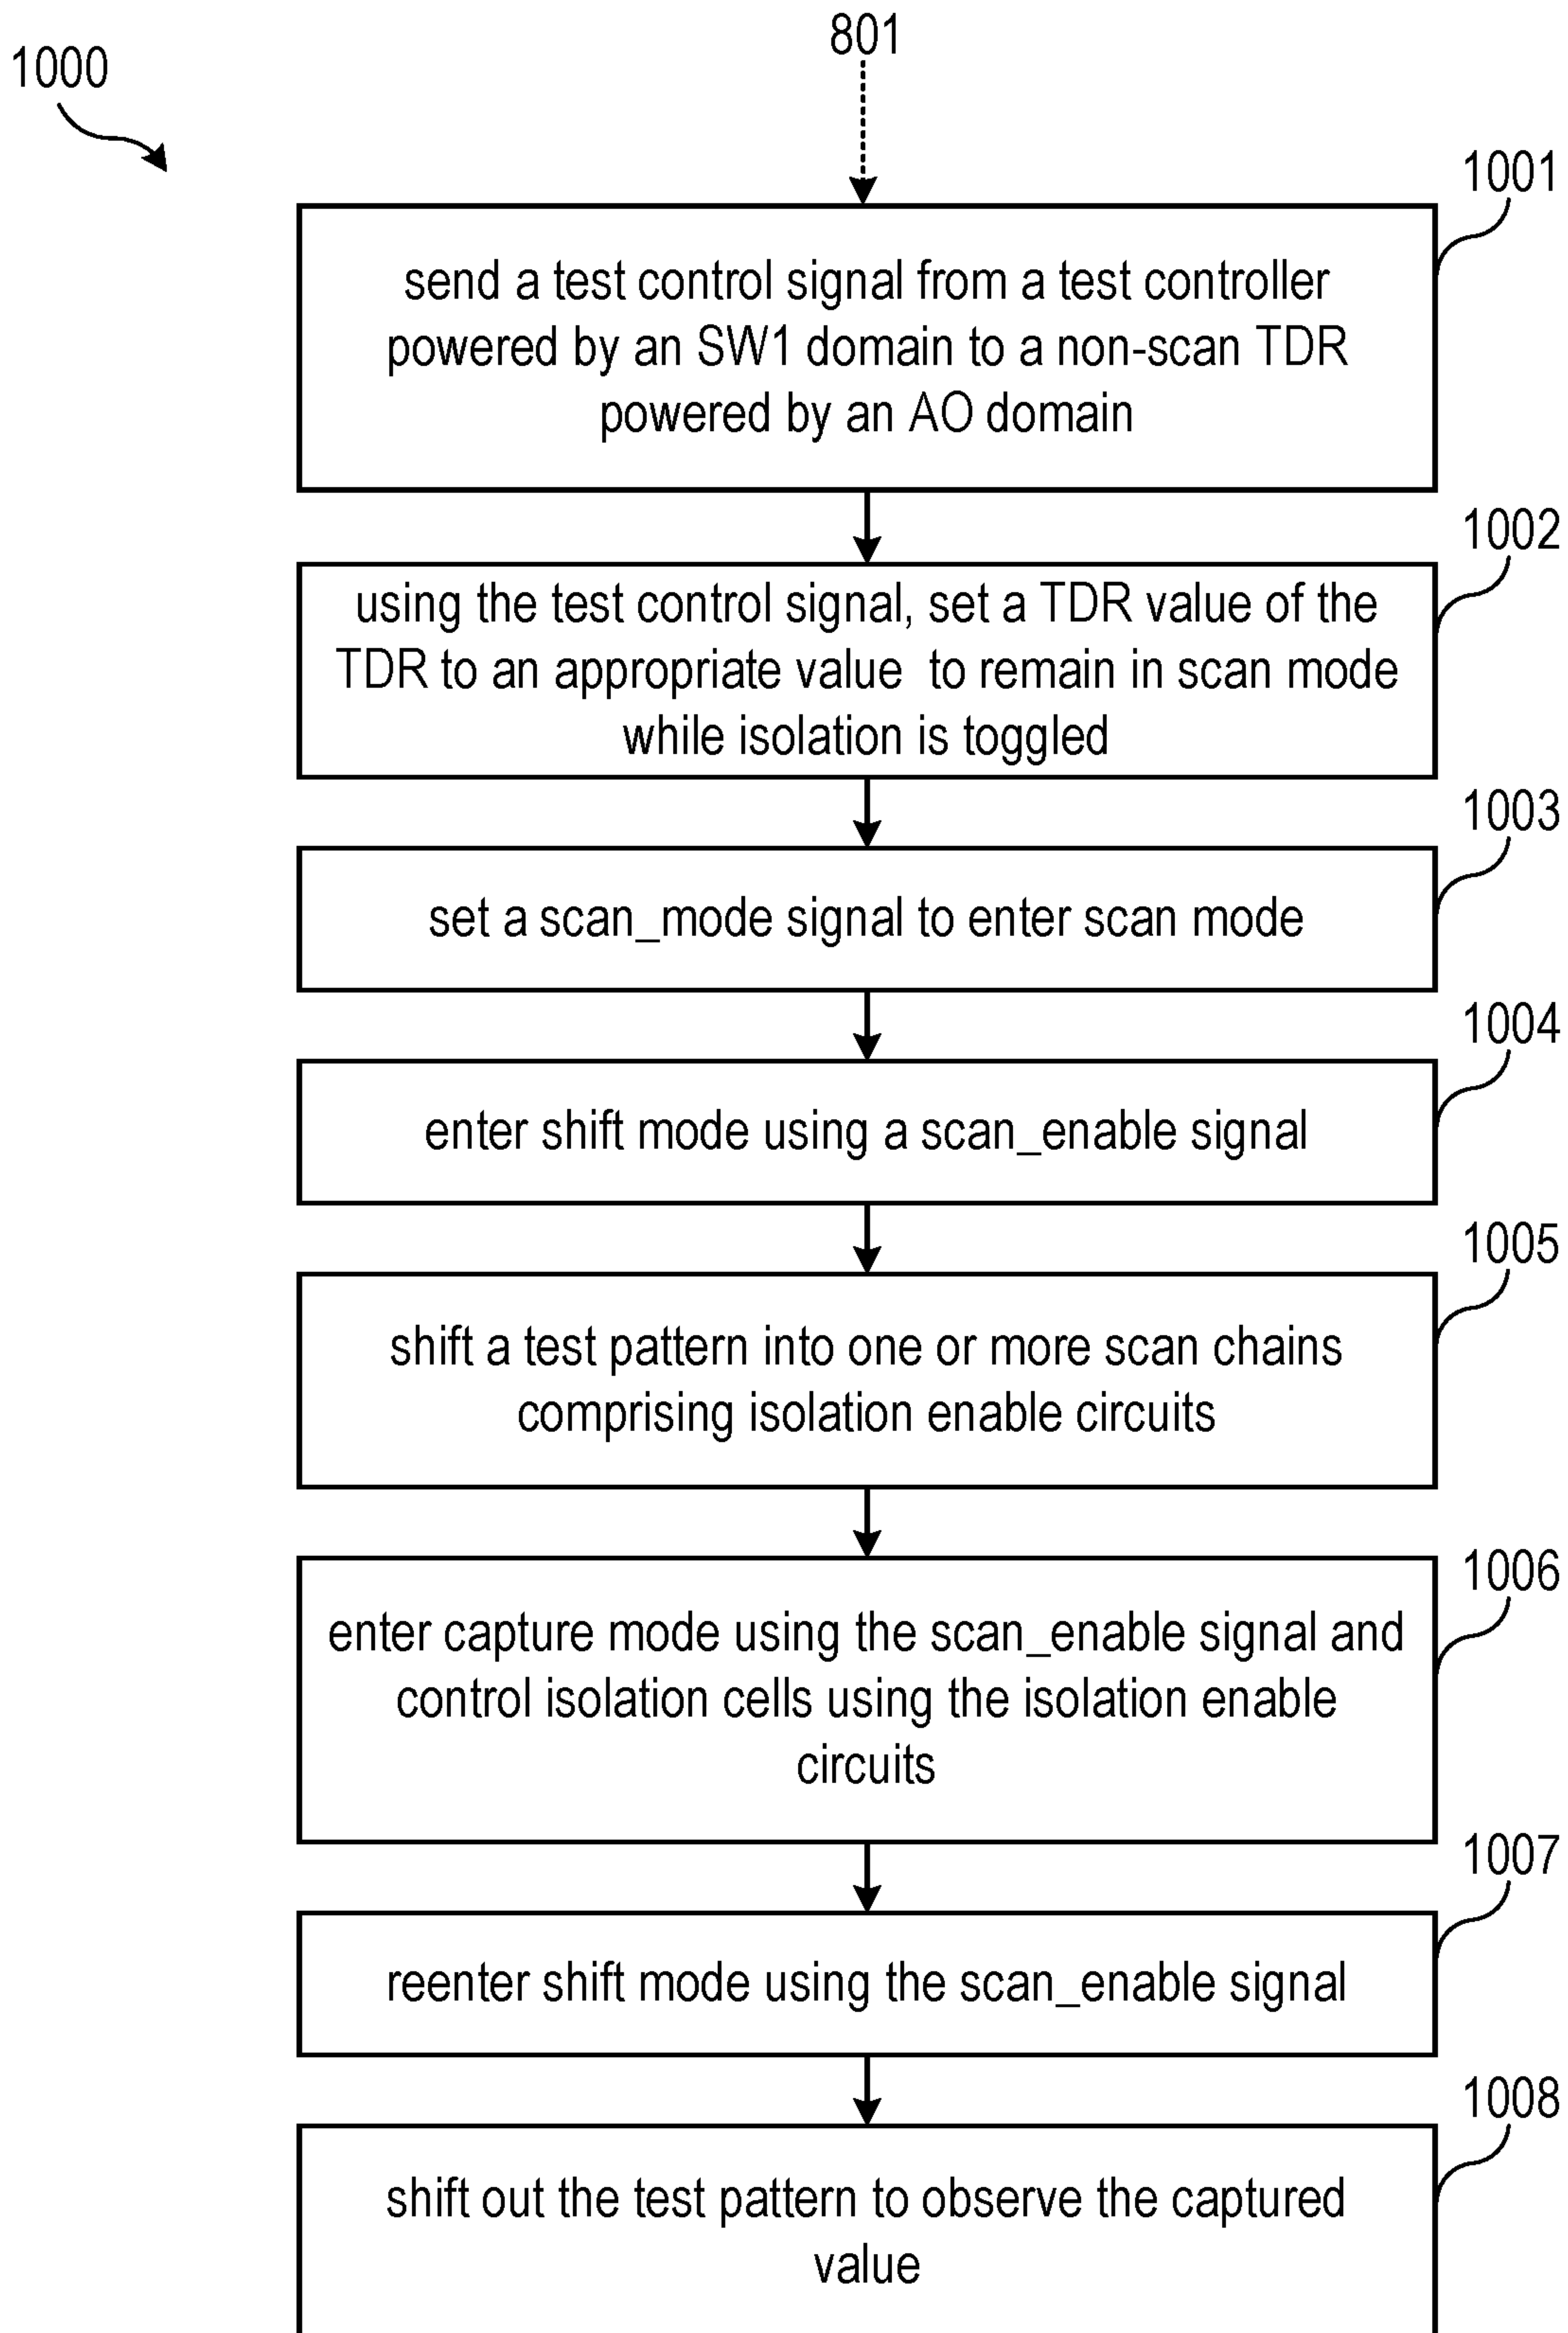 801
1000
1001
send a test control signal from a test controller
powered by an SW1 domain to a non-scan TDR
powered by an AO domain
1002
using the test control signal, set a TDR value of the
TDR to an appropriate value to remain in scan mode
while isolation is toggled
1003
set a scan_mode signal to enter scan mode
1004
enter shift mode using a scan_enable signal
1005
shift a test pattern into one or more scan chains
comprising isolation enable circuits
1006
enter capture mode using the scan_enable signal and
control isolation cells using the isolation enable
circuits
1007
reenter shift mode using the scan_enable signal
1008
shift out the test pattern to observe the captured
value